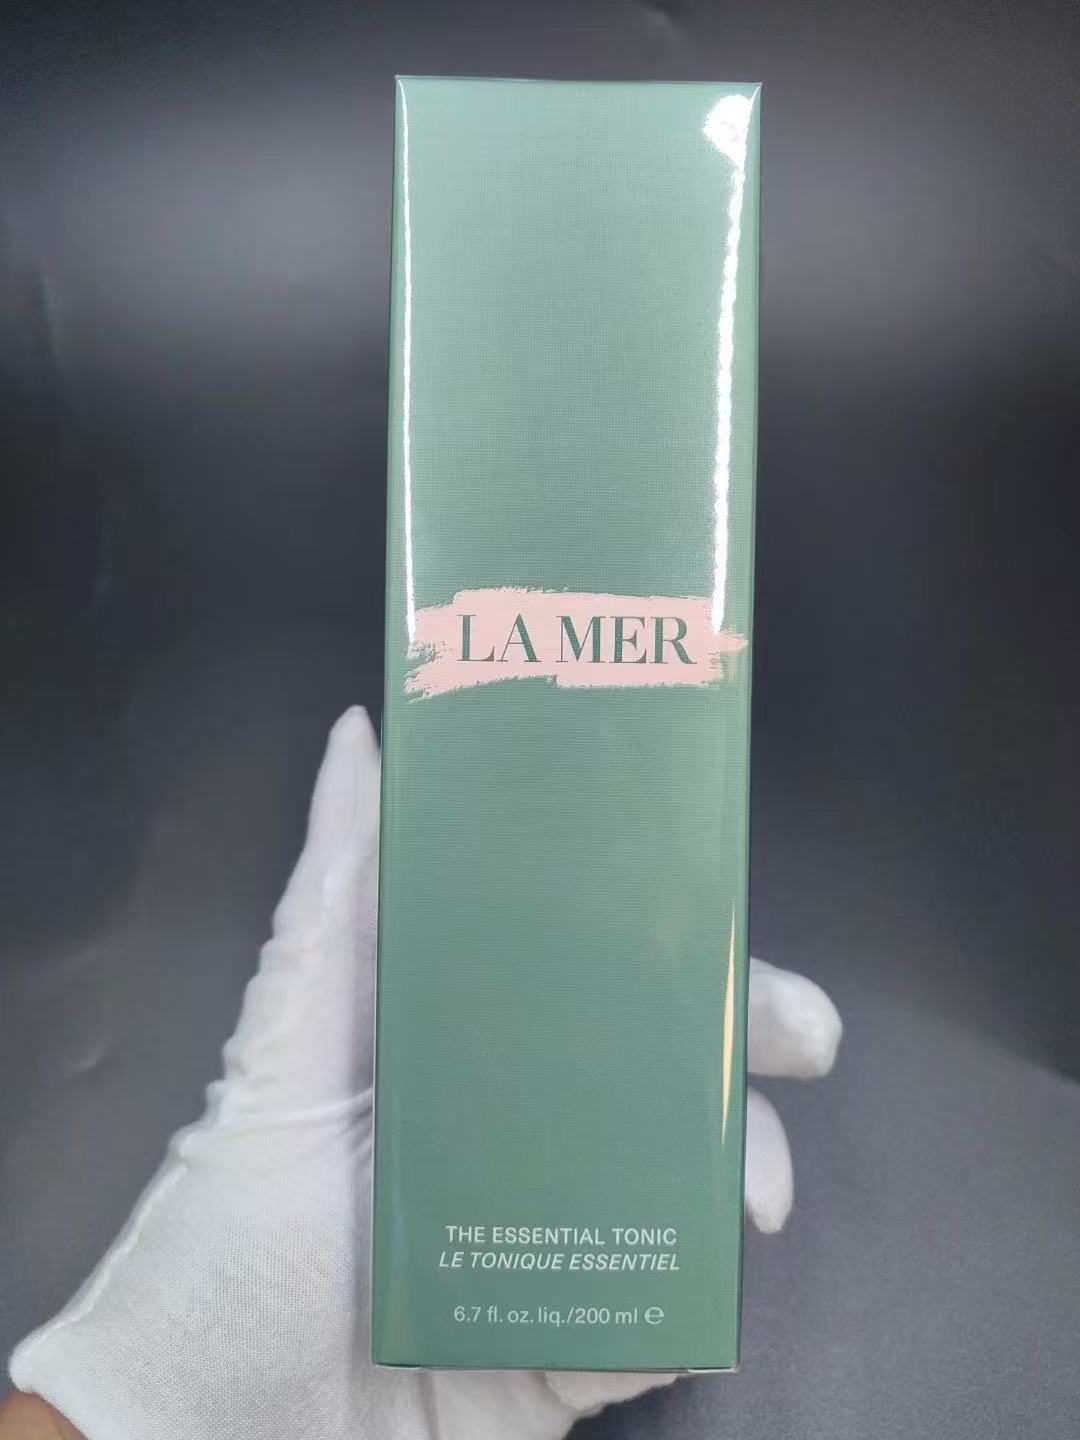 LA MER
THE ESSENTIAL TONIC
LE TONIQUE ESSENTIEL
6.7 fl. oz. liq./200 ml ℮